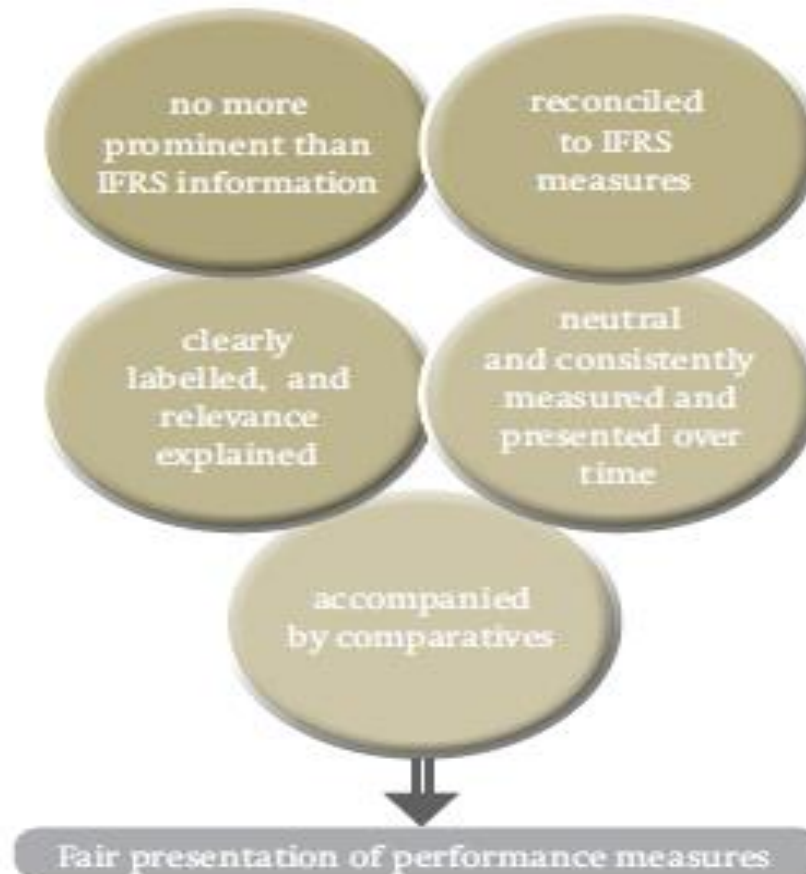 no more
prominent than
IFRS information
reconciled
to IFRS
measures
clearly
labelled, and
relevance
explained
neutral
and consistently
measured and
presented over
time
accompanied
by comparatives
Fair presentation of performance measures